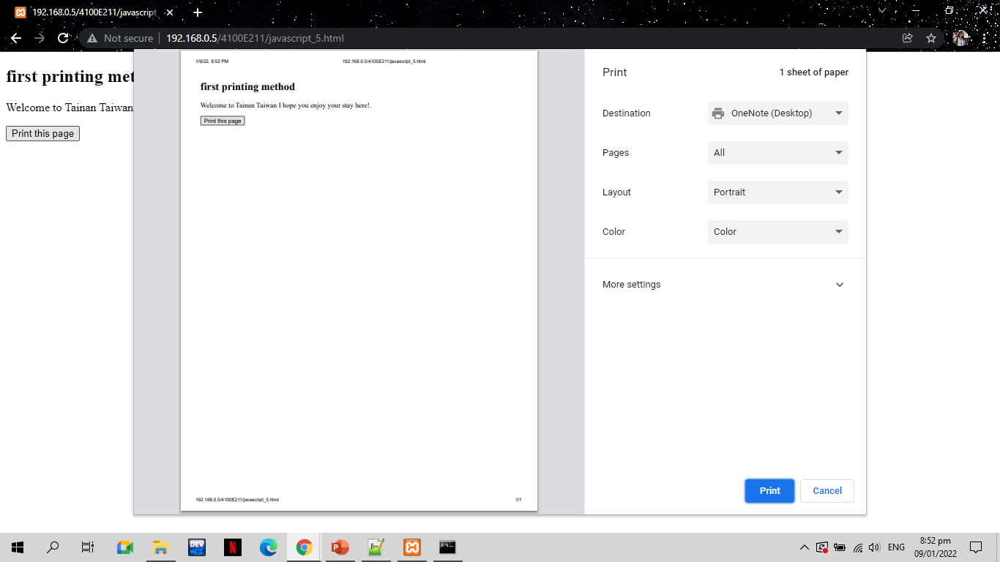 192.168.0.5/4100E211/javascript
Not secure 192.168.0.5/4100E211/javascript_5.html
first printing met
Welcome to Tainan Taiwan
Print this page
1/9/22, 8:52 PM 192.168.0.5/4100E211/javascript_5.html
first printing method
Welcome to Tainan Taiwan I hope you enjoy your stay here!.
Print this page
192.168.0.5/4100E211/javascript_5.html 1/1
Print 1 sheet of paper
Destination OneNote (Desktop)
Pages All
Layout Portrait
Color Color
More settings
Print Cancel
DEV C++
N
P
ENG
8:52 pm
09/01/2022